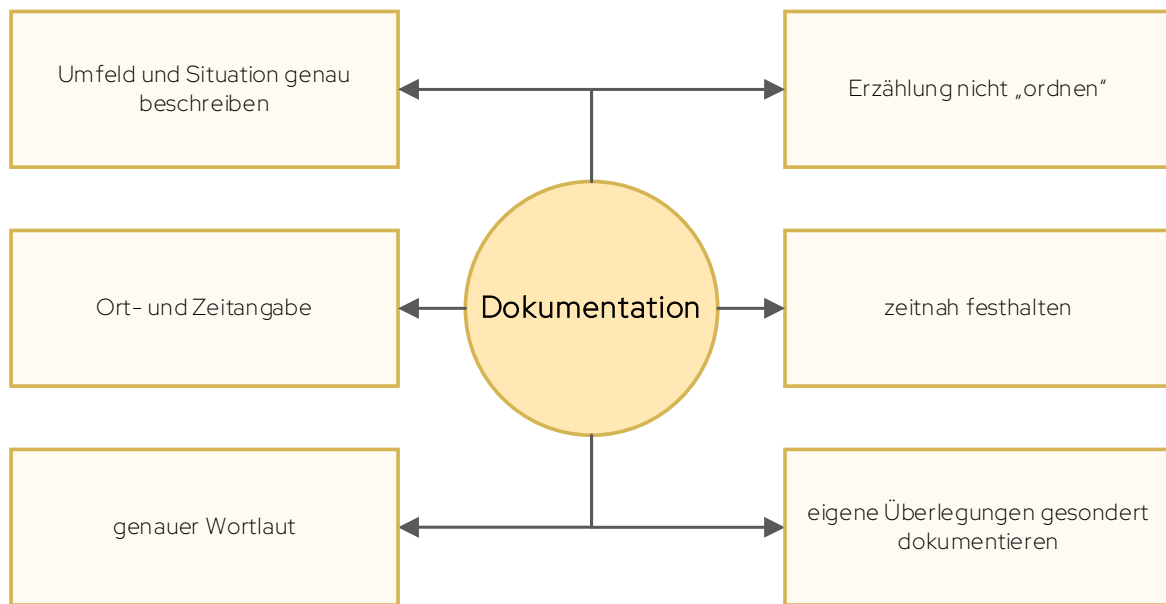 Umfeld und Situation genau
beschreiben
Erzählung nicht „ordnen“
Ort- und Zeitangabe
Dokumentation
zeitnah festhalten
genauer Wortlaut
eigene Überlegungen gesondert
dokumentieren